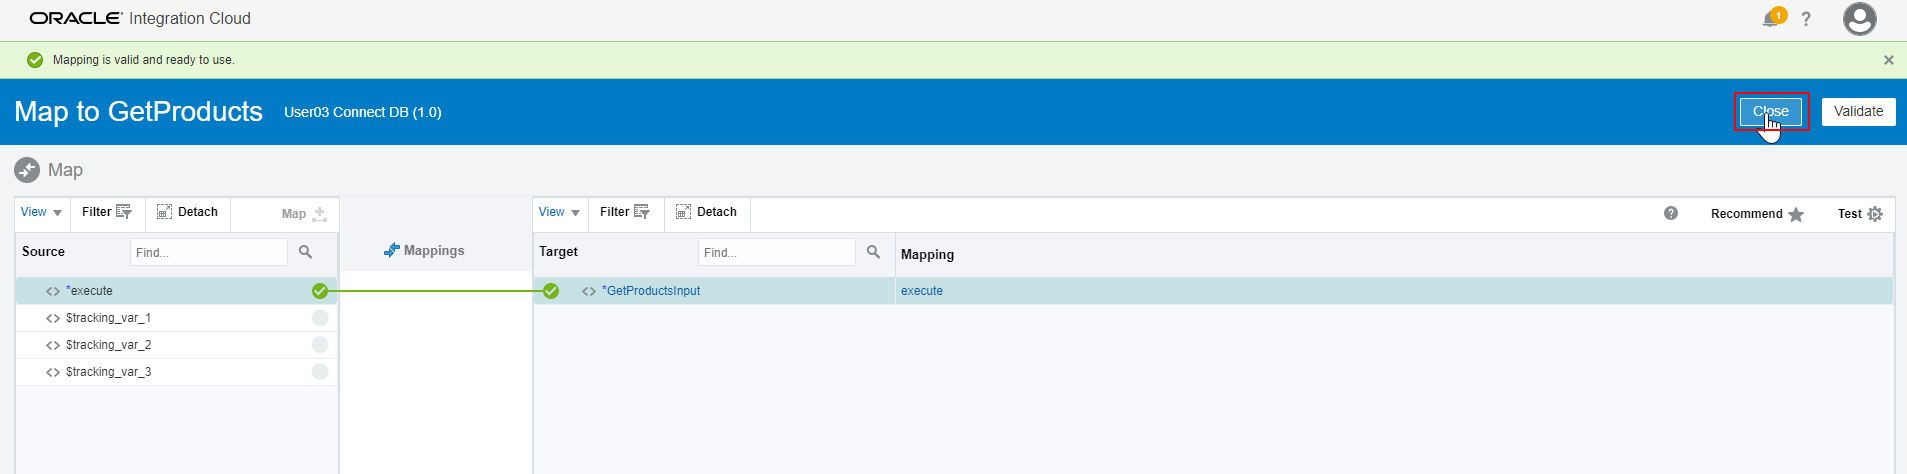 ORACLE® Integration Cloud
1 ?
Mapping is valid and ready to use.
Map to GetProducts User03 Connect DB (1.0) Close Validate
Map
View Filter Detach Map View Filter Detach ? Recommend Test
Source Find... Mappings Target Find... Mapping
<> *execute <> *GetProductsInput execute
<> $tracking_var_1
<> $tracking_var_2
<> $tracking_var_3